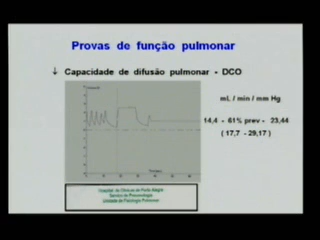 Provas de função pulmonar
↓ Capacidade de difusão pulmonar - DCO
mL / min / mm Hg
14,4 - 61% prev - 23,44
( 17,7 - 29,17 )
Hospital de Clínicas de Porto Alegre
Serviço de Pneumologia
Unidade de Fisiologia Pulmonar